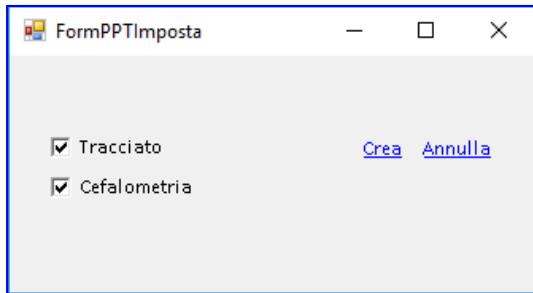 FormPPTImposta
Tracciato
Crea Annulla
Cefalometria